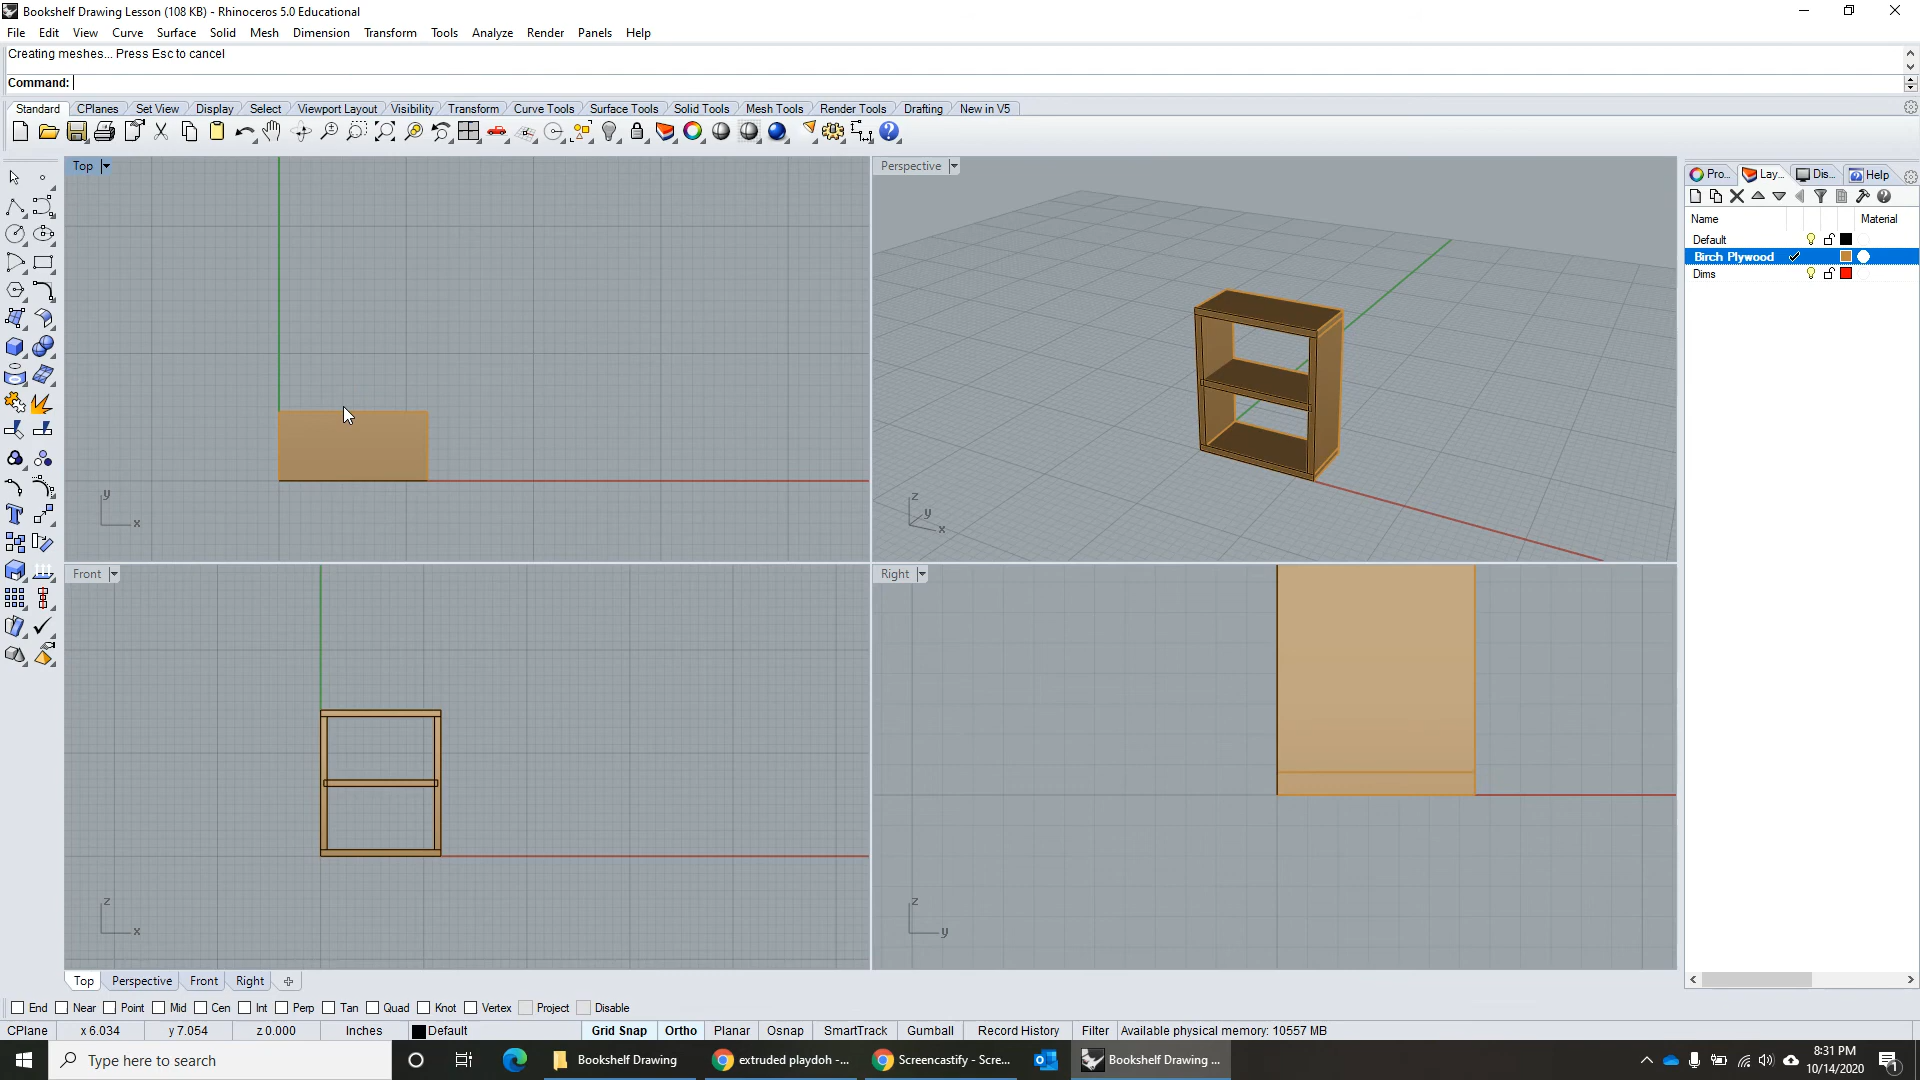 Bookshelf Drawing Lesson (108 KB) - Rhinoceros 5.0 Educational
File Edit View Curve Surface Solid Mesh Dimension Transform Tools Analyze Render Panels Help
Creating meshes... Press Esc to cancel
Command:
Standard CPlanes Set View Display Select Viewport Layout Visibility Transform Curve Tools Surface Tools Solid Tools Mesh Tools Render Tools Drafting New in V5
Top
Perspective
Pro... Lay... Dis... Help
Name Material
Default
Birch Plywood
Dims
y
x
z
y
x
Front
Right
z
x
z
y
Top Perspective Front Right
End Near Point Mid Cen Int Perp Tan Quad Knot Vertex Project Disable
CPlane x 6.034 y 7.054 z 0.000 Inches Default Grid Snap Ortho Planar Osnap SmartTrack Gumball Record History Filter Available physical memory: 10557 MB
Type here to search Bookshelf Drawing extruded playdoh -... Screencastify - Scre... Bookshelf Drawing ...
8:31 PM
10/14/2020
1